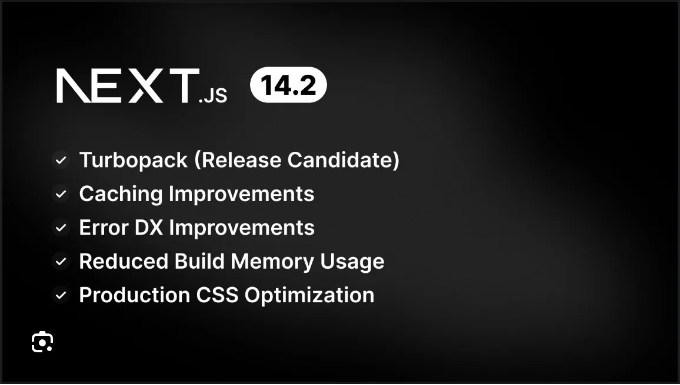 NEXT.JS 14.2
Turbopack (Release Candidate)
Caching Improvements
Error DX Improvements
Reduced Build Memory Usage
Production CSS Optimization